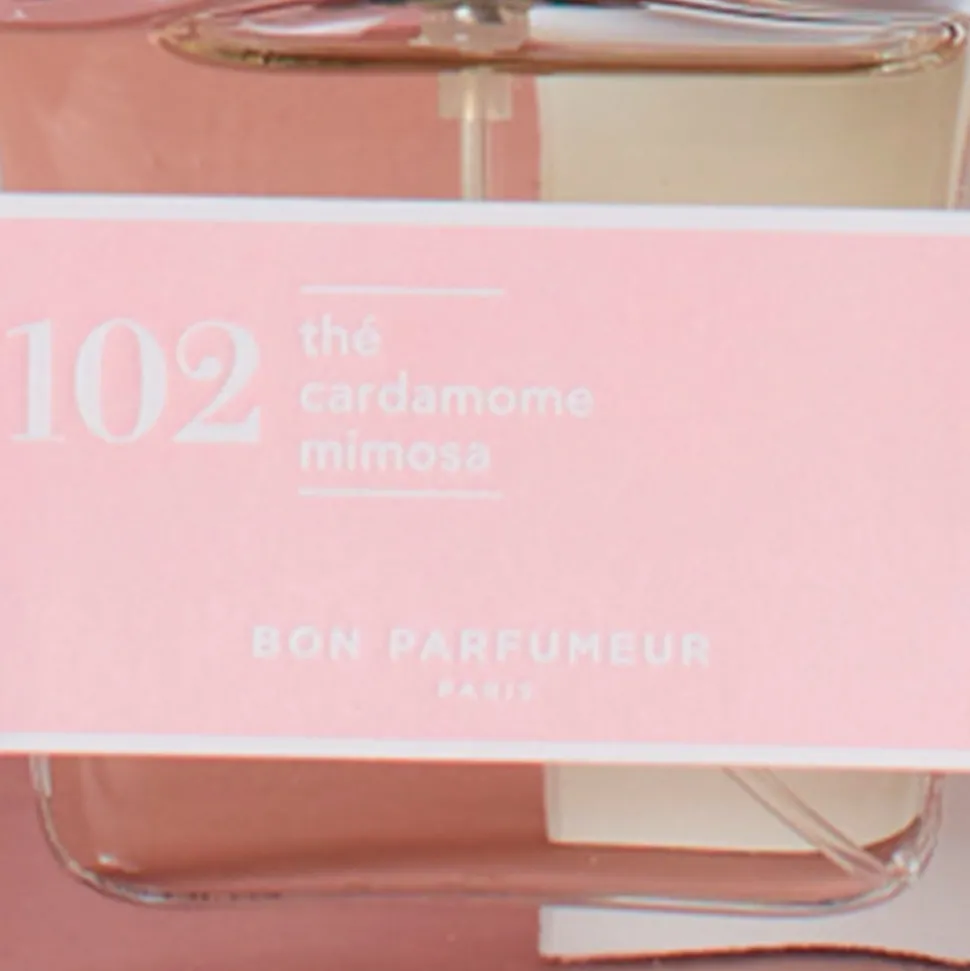 102
thé
cardamome
mimosa
BON PARFUMEUR
PARIS